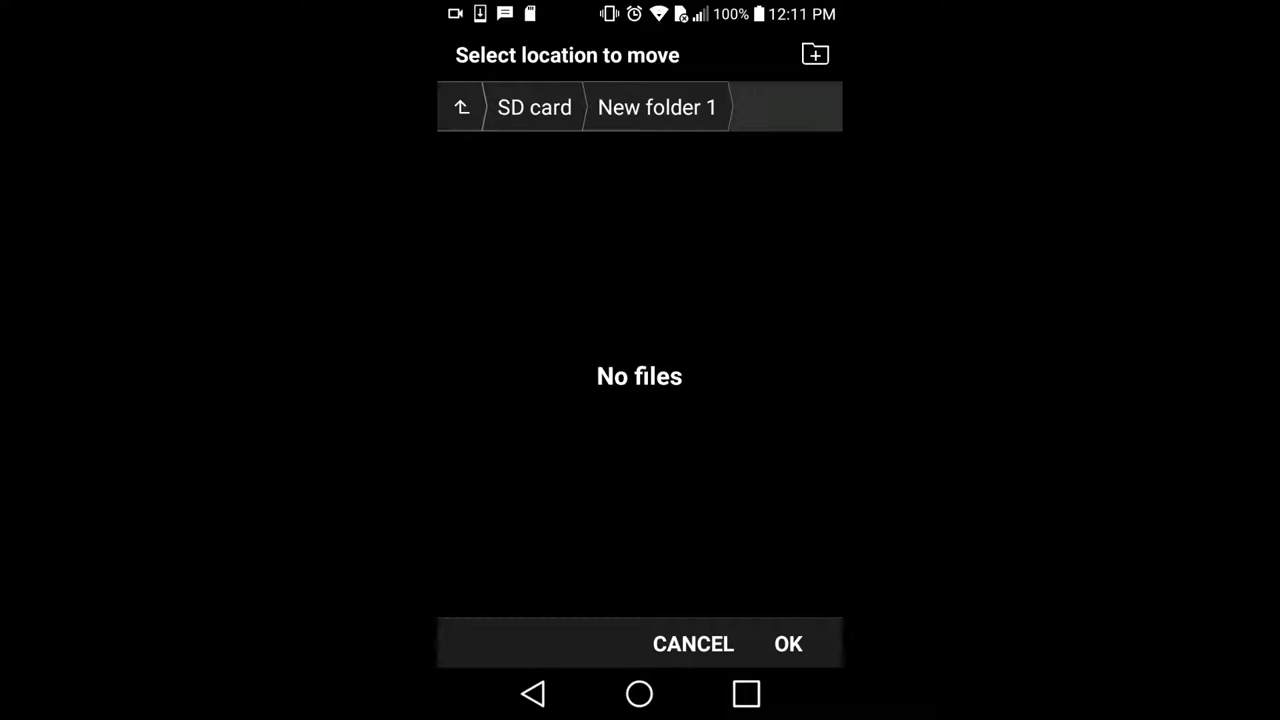 100% 12:11 PM
Select location to move
SD card New folder 1
No files
CANCEL OK